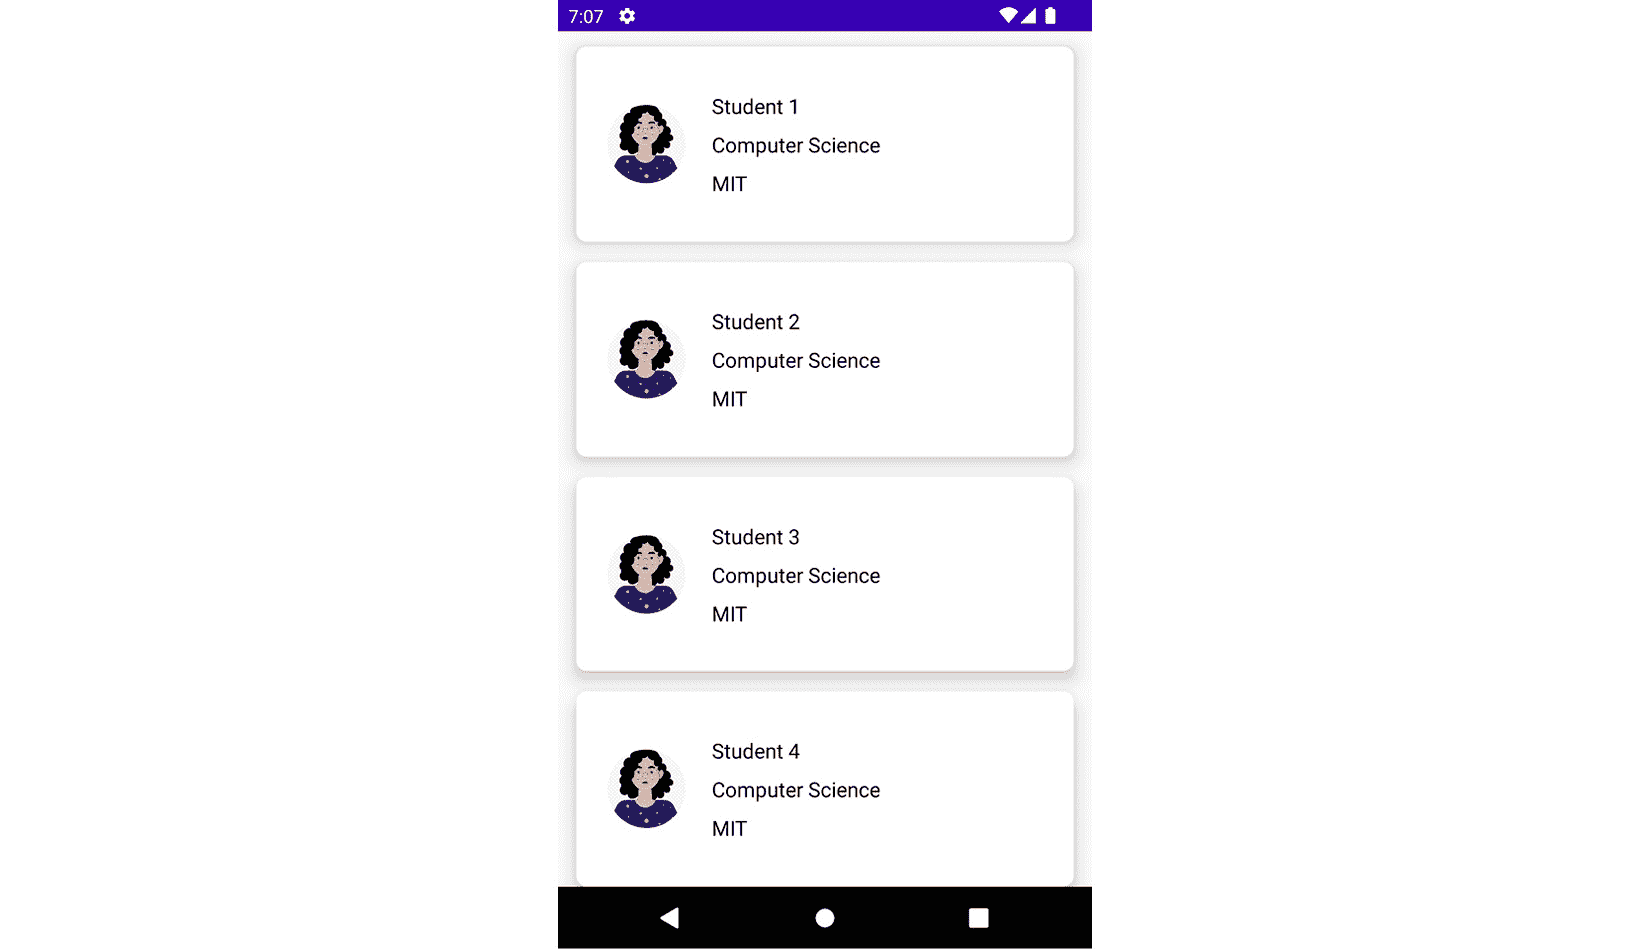 7:07
Student 1
Computer Science
MIT
Student 2
Computer Science
MIT
Student 3
Computer Science
MIT
Student 4
Computer Science
MIT